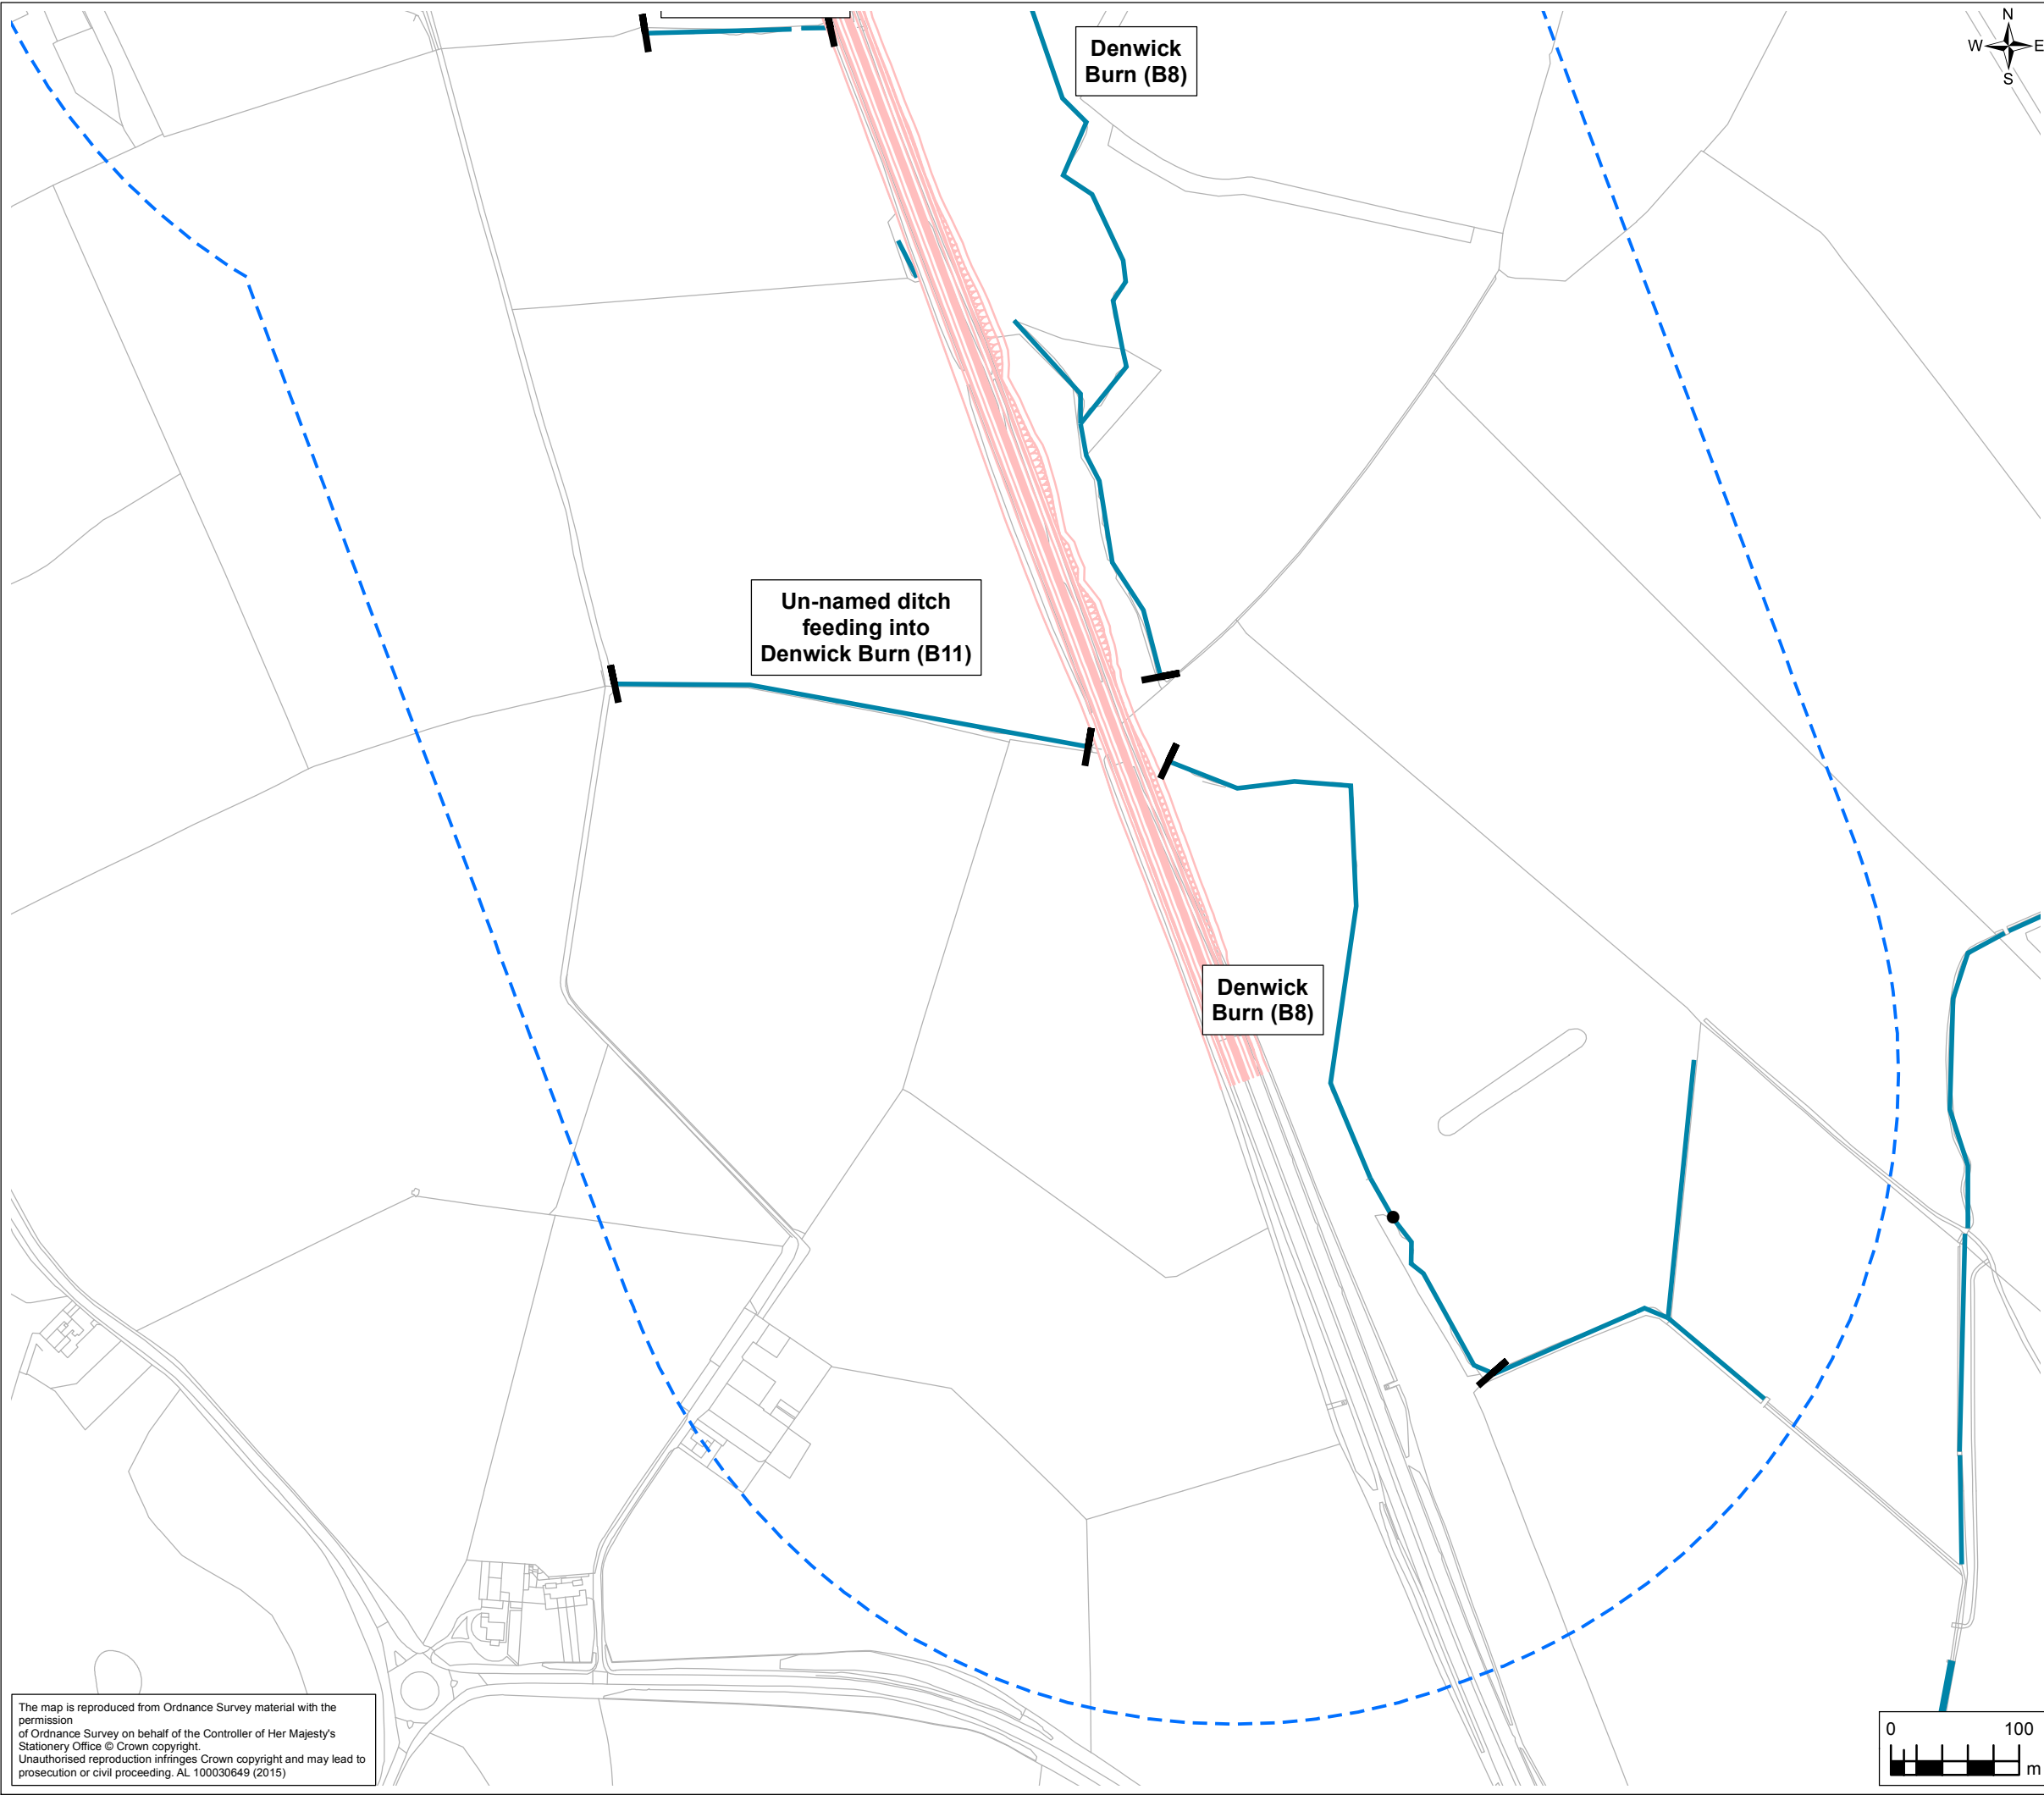 Denwick
Burn (B8)
N
W E
S
Un-named ditch
feeding into
Denwick Burn (B11)
Denwick
Burn (B8)
The map is reproduced from Ordnance Survey material with the
permission
of Ordnance Survey on behalf of the Controller of Her Majesty's
Stationery Office © Crown copyright.
Unauthorised reproduction infringes Crown copyright and may lead to
prosecution or civil proceeding. AL 100030649 (2015)
0 100
m